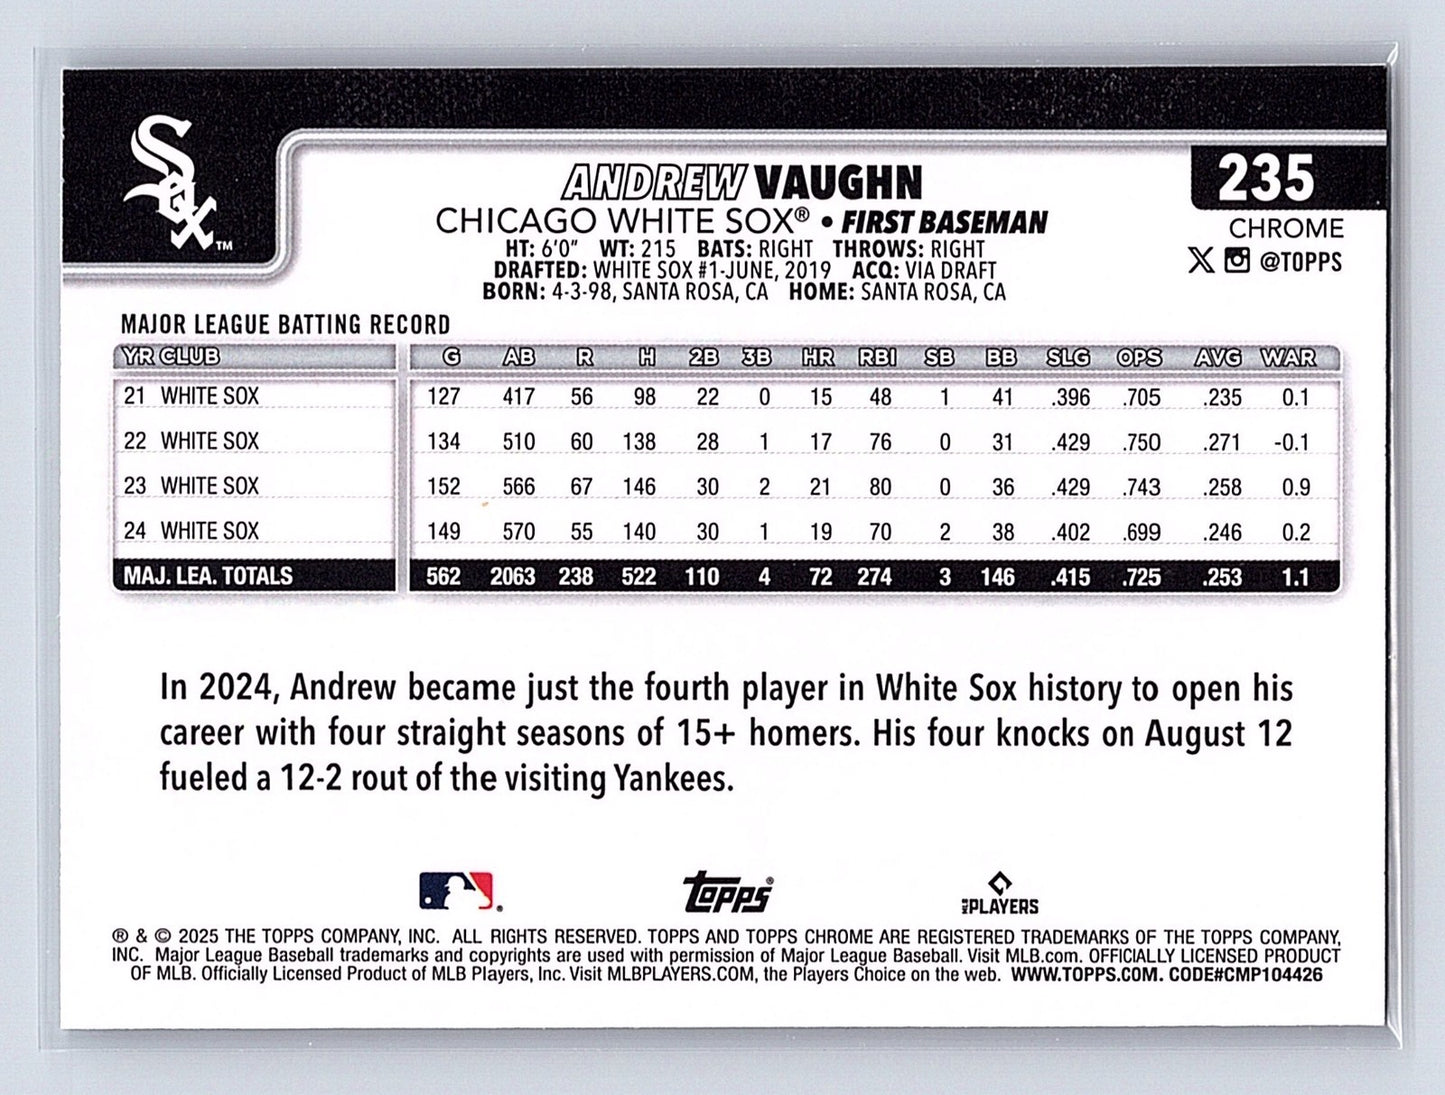 Sox™
ANDREW VAUGHN
235
CHICAGO WHITE SOX® • FIRST BASEMAN
CHROME
HT: 6'0" WT: 215 BATS: RIGHT THROWS: RIGHT
@TOPPS
DRAFTED: WHITE SOX #1-JUNE, 2019 ACQ: VIA DRAFT
BORN: 4-3-98, SANTA ROSA, CA HOME: SANTA ROSA, CA
MAJOR LEAGUE BATTING RECORD
YR CLUB G AB R H 2B 3B HR RBI SB BB SLG OPS AVG WAR
21 WHITE SOX 127 417 56 98 22 0 15 48 1 41 .396 .705 .235 0.1
22 WHITE SOX 134 510 60 138 28 1 17 76 0 31 .429 .750 .271 -0.1
23 WHITE SOX 152 566 67 146 30 2 21 80 0 36 .429 .743 .258 0.9
24 WHITE SOX 149 570 55 140 30 1 19 70 2 38 .402 .699 .246 0.2
MAJ. LEA. TOTALS 562 2063 238 522 110 4 72 274 3 146 .415 .725 .253 1.1
In 2024, Andrew became just the fourth player in White Sox history to open his
career with four straight seasons of 15+ homers. His four knocks on August 12
fueled a 12-2 rout of the visiting Yankees.
Topps® MLB PLAYERS
® & © 2025 THE TOPPS COMPANY, INC. ALL RIGHTS RESERVED. TOPPS AND TOPPS CHROME ARE REGISTERED TRADEMARKS OF THE TOPPS COMPANY,
INC. Major League Baseball trademarks and copyrights are used with permission of Major League Baseball. Visit MLB.com. OFFICIALLY LICENSED PRODUCT
OF MLB. Officially Licensed Product of MLB Players, Inc. Visit MLBPLAYERS.COM, the Players Choice on the web. WWW.TOPPS.COM. CODE#CMP104426